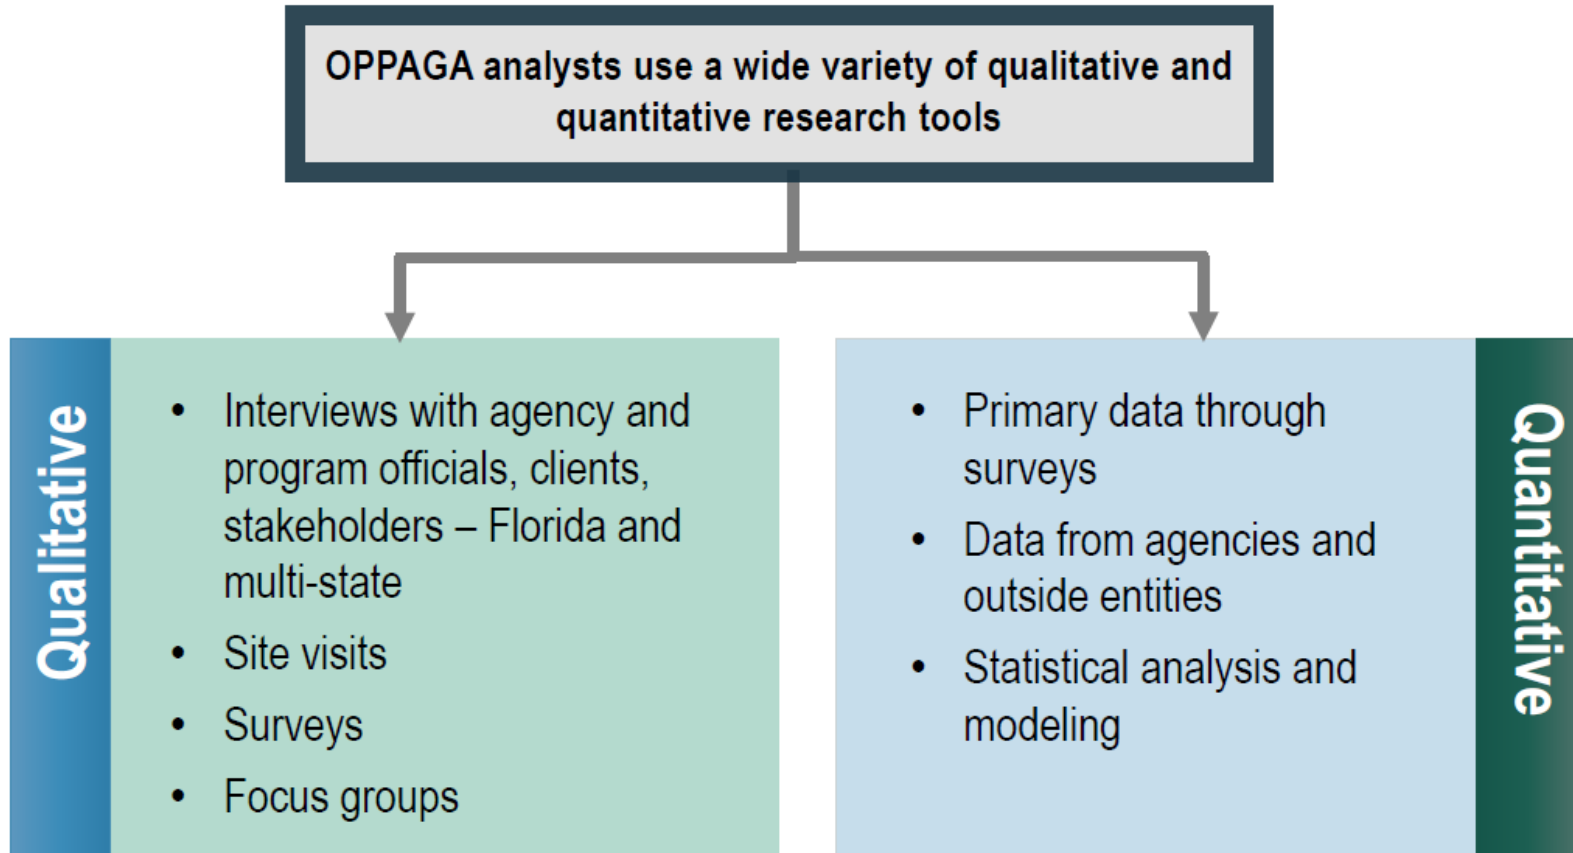 OPPAGA analysts use a wide variety of qualitative and
quantitative research tools
Qualitative
• Interviews with agency and
program officials, clients,
stakeholders – Florida and
multi-state
• Site visits
• Surveys
• Focus groups
• Primary data through
surveys
• Data from agencies and
outside entities
• Statistical analysis and
modeling
Quantitative